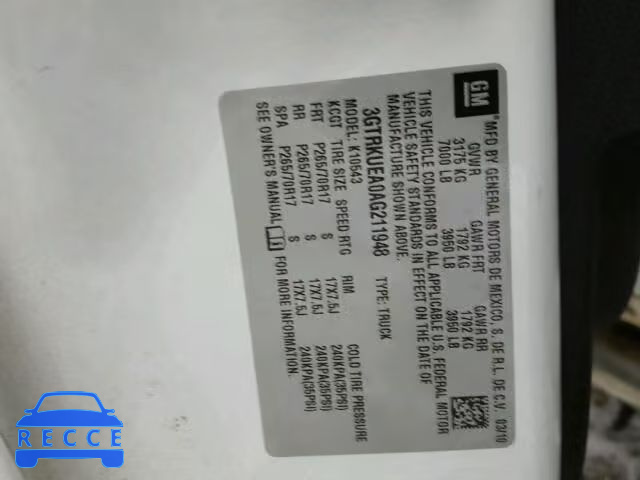 GM
MFD BY GENERAL MOTORS DE MEXICO, S. DE R.L. DE C.V. 03/10
GVWR GAWR FRT GAWR RR
3175 KG 1792 KG 1792 KG
7000 LB 3950 LB 3950 LB
THIS VEHICLE CONFORMS TO ALL APPLICABLE U.S. FEDERAL MOTOR
VEHICLE SAFETY STANDARDS IN EFFECT ON THE DATE OF
MANUFACTURE SHOWN ABOVE.
3GTRKUEA0AG211948 TYPE: TRUCK
MODEL: K10543
KCGT TIRE SIZE SPEED RTG RIM COLD TIRE PRESSURE
FRT P265/70R17 S 17X7.5J 240KPA(35PSI)
RR P265/70R17 S 17X7.5J 240KPA(35PSI)
SPA P265/70R17 S 17X7.5J 240KPA(35PSI)
SEE OWNER'S MANUAL FOR MORE INFORMATION.
RECCE